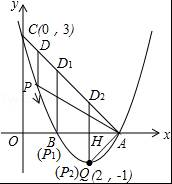 y
C(0,3)
D
D₁
P
D₂
O
B
H
A
x
(P₁)
(P₂)
Q(2,-1)